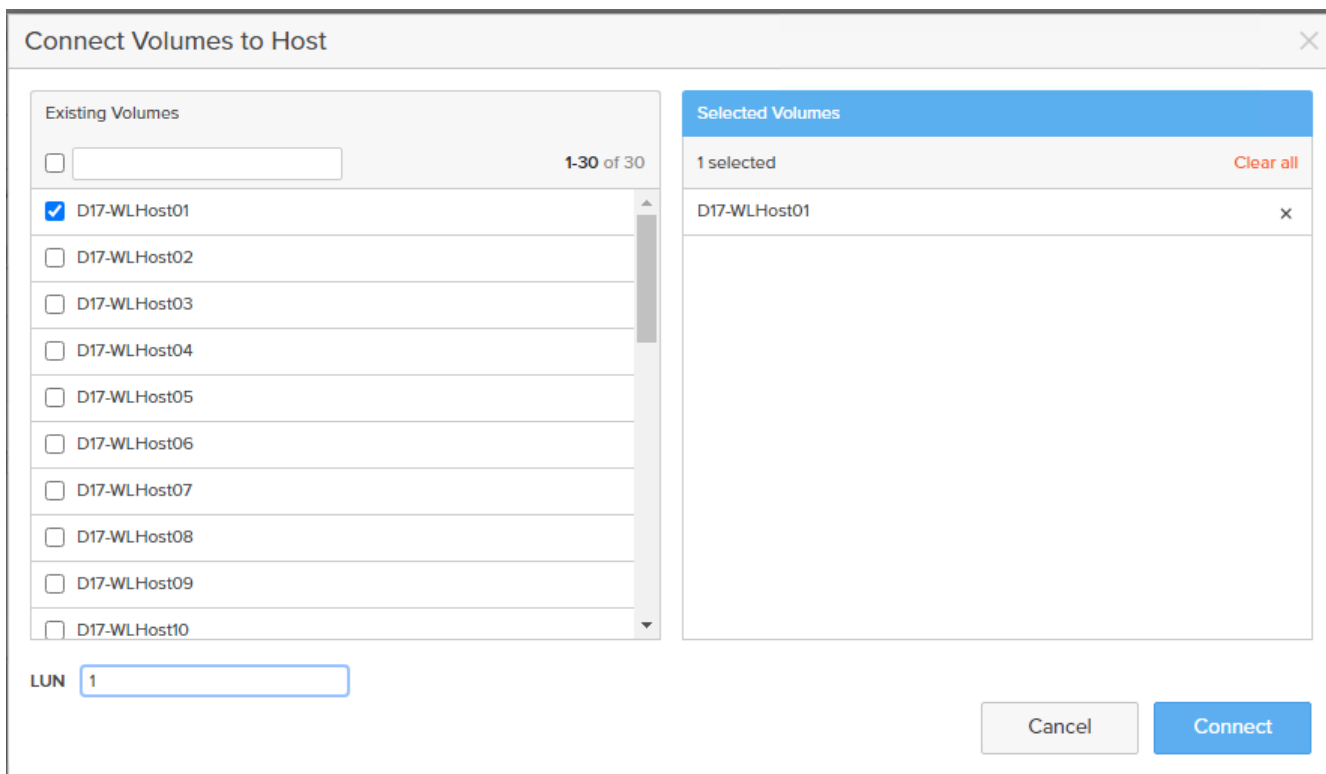 Connect Volumes to Host
Existing Volumes
1-30 of 30
D17-WLHost01
D17-WLHost02
D17-WLHost03
D17-WLHost04
D17-WLHost05
D17-WLHost06
D17-WLHost07
D17-WLHost08
D17-WLHost09
D17-WLHost10
Selected Volumes
1 selected Clear all
D17-WLHost01
LUN 1
Cancel Connect